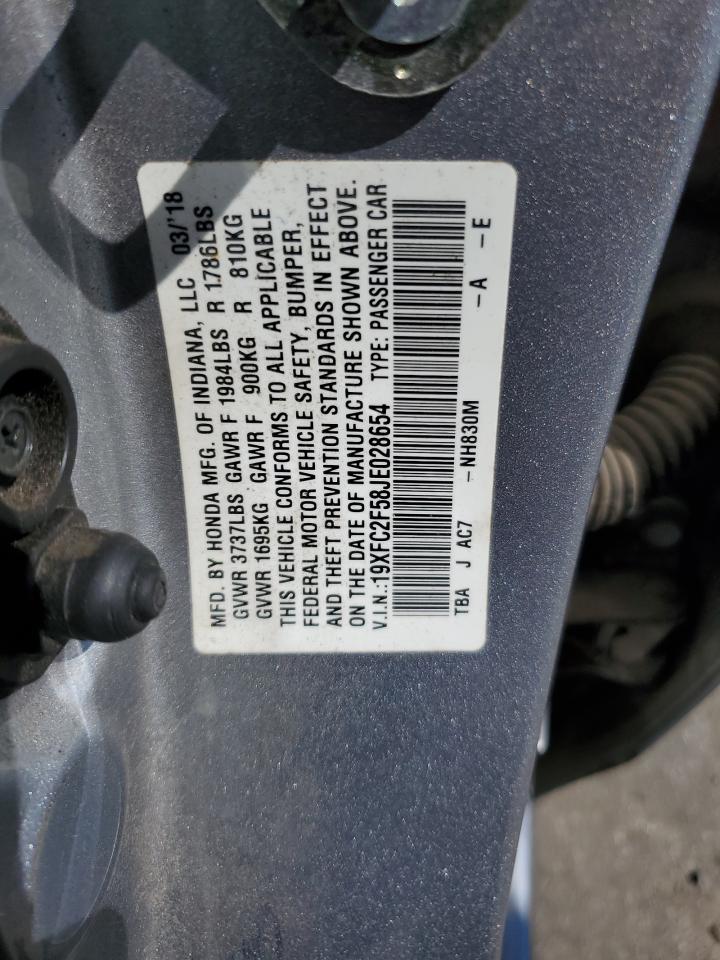 MFD. BY HONDA MFG. OF INDIANA, LLC 03/'18
GVWR 3737LBS GAWR F 1984LBS R 1786LBS
GVWR 1695KG GAWR F 900KG R 810KG
THIS VEHICLE CONFORMS TO ALL APPLICABLE
FEDERAL MOTOR VEHICLE SAFETY, BUMPER,
AND THEFT PREVENTION STANDARDS IN EFFECT
ON THE DATE OF MANUFACTURE SHOWN ABOVE.
V.I.N.:19XFC2F58JE028654 TYPE: PASSENGER CAR
TBA J AC7 -NH830M -A -E